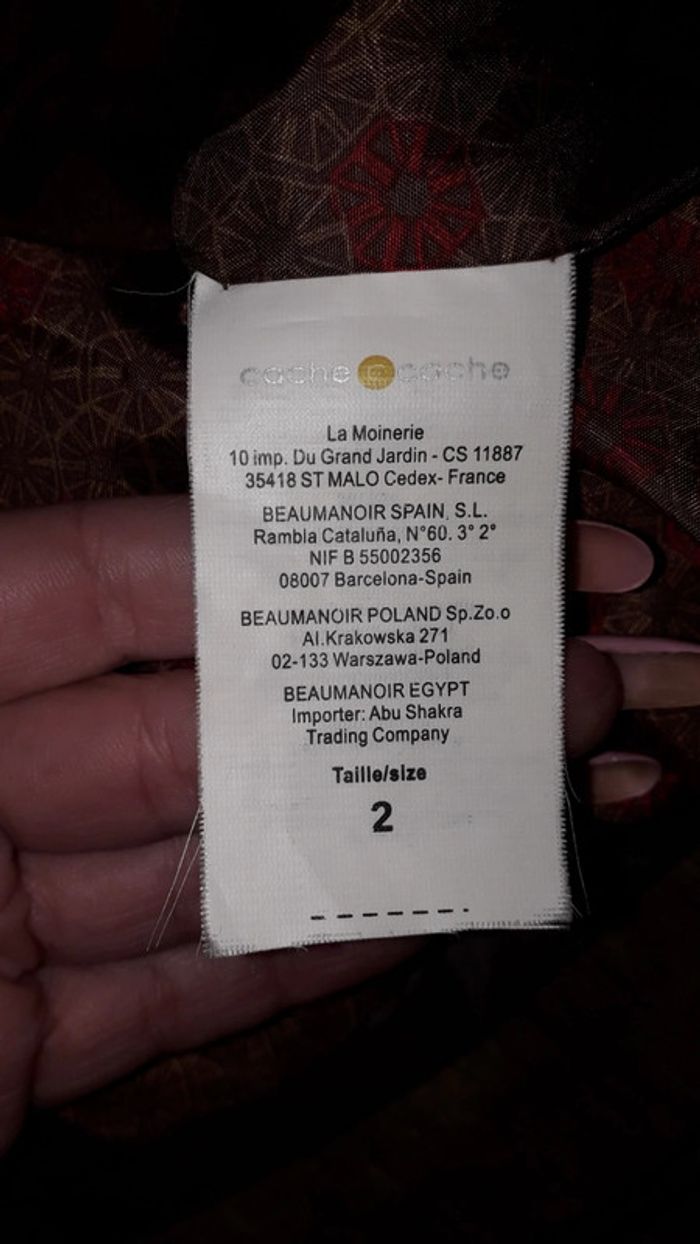 cache cache
La Moinerie
10 imp. Du Grand Jardin - CS 11887
35418 ST MALO Cedex- France
BEAUMANOIR SPAIN, S.L.
Rambla Cataluña, N°60. 3° 2°
NIF B 55002356
08007 Barcelona-Spain
BEAUMANOIR POLAND Sp.Zo.o
Al.Krakowska 271
02-133 Warszawa-Poland
BEAUMANOIR EGYPT
Importer: Abu Shakra
Trading Company
Taille/size
2